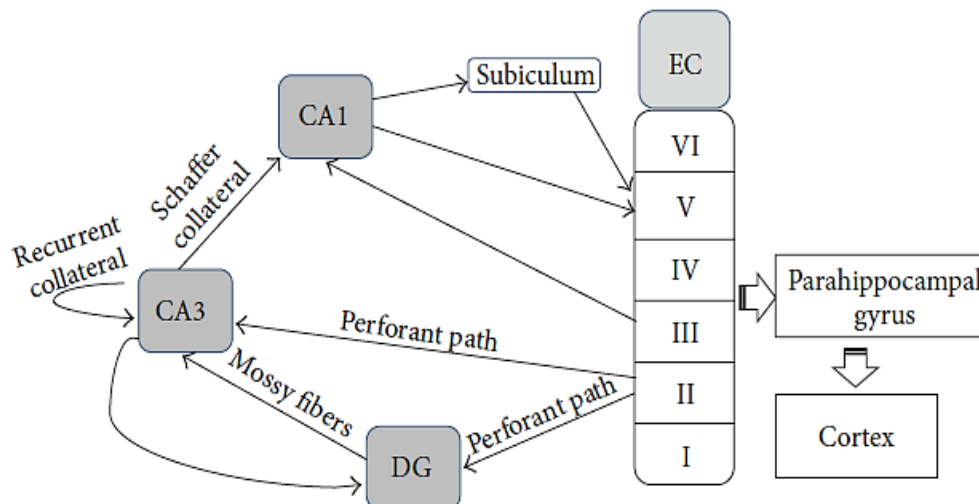 EC
Subiculum
CA1
VI
V
IV
III
II
I
Schaffer
collateral
Recurrent
collateral
CA3
Perforant path
Mossy fibers
Perforant path
DG
Parahippocampal
gyrus
Cortex